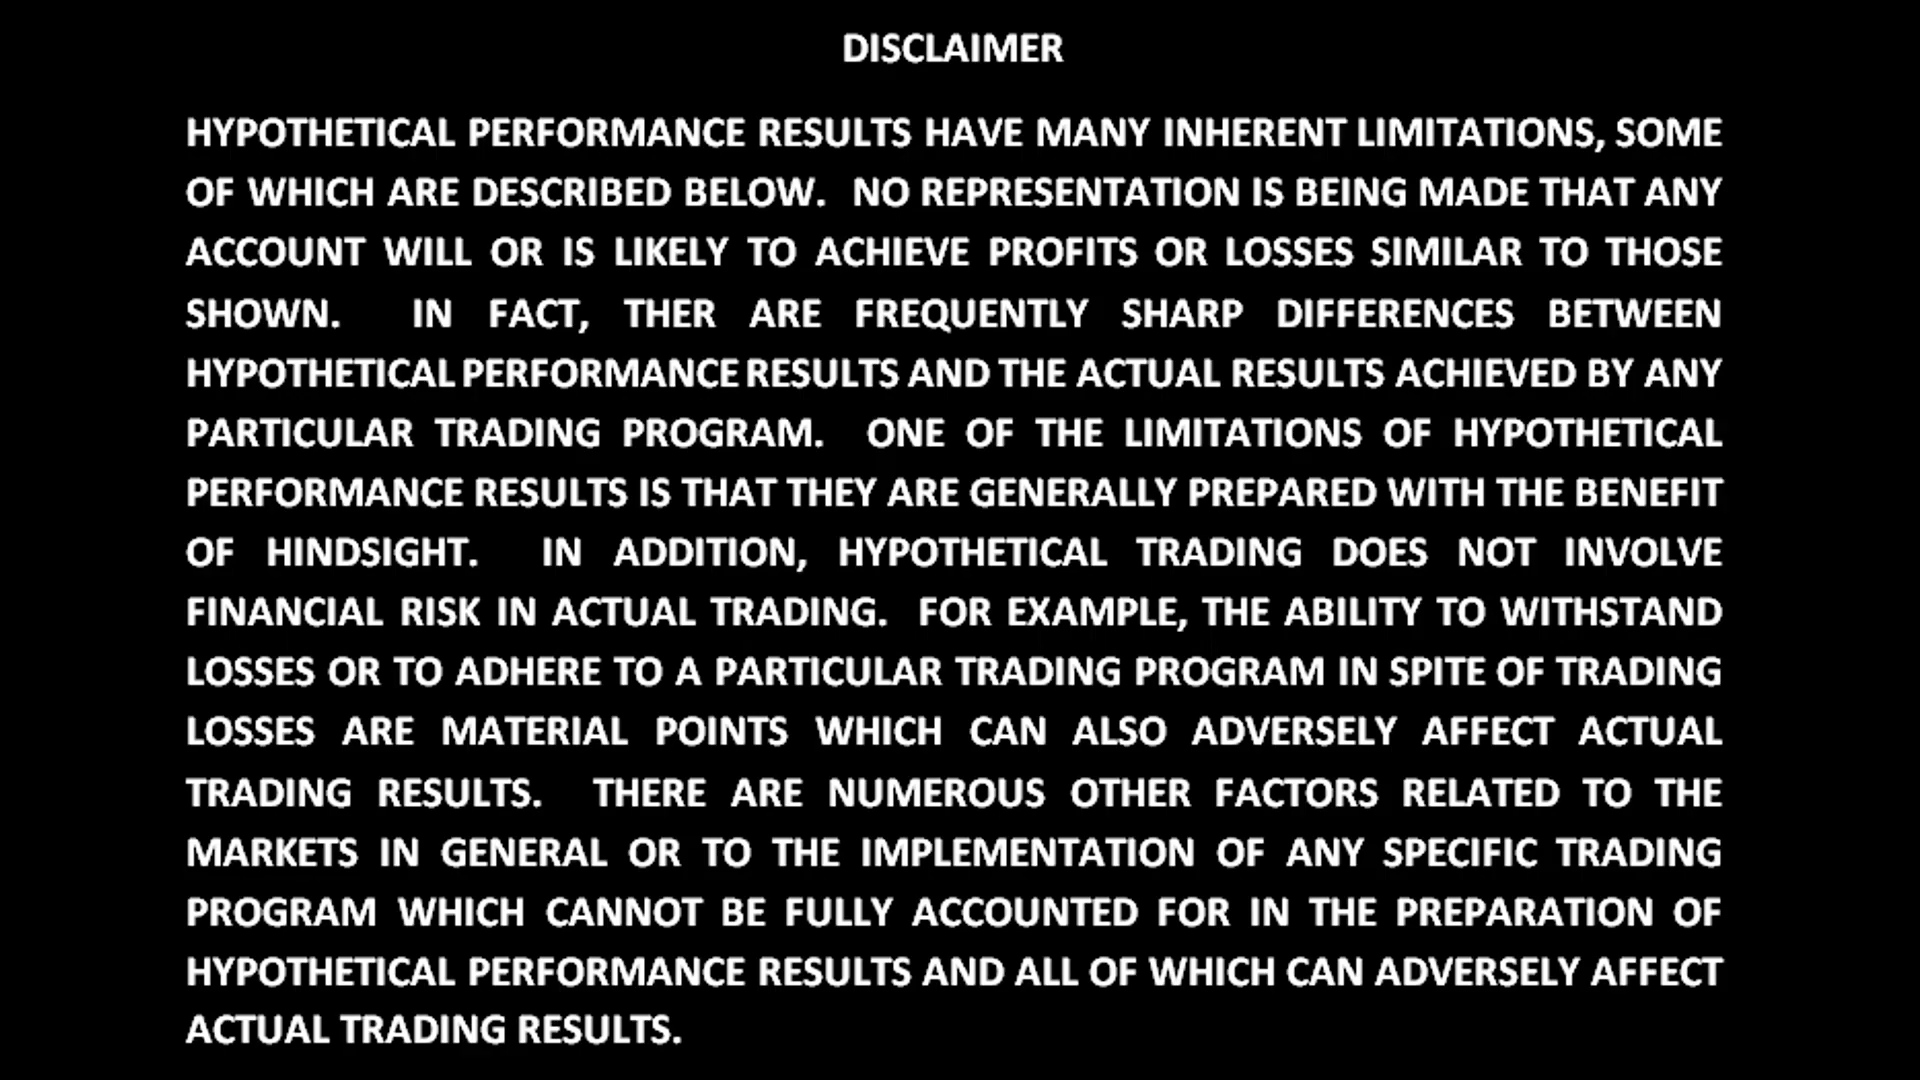 DISCLAIMER
HYPOTHETICAL PERFORMANCE RESULTS HAVE MANY INHERENT LIMITATIONS, SOME
OF WHICH ARE DESCRIBED BELOW.  NO REPRESENTATION IS BEING MADE THAT ANY
ACCOUNT WILL OR IS LIKELY TO ACHIEVE PROFITS OR LOSSES SIMILAR TO THOSE
SHOWN.  IN FACT, THER ARE FREQUENTLY SHARP DIFFERENCES BETWEEN
HYPOTHETICAL PERFORMANCE RESULTS AND THE ACTUAL RESULTS ACHIEVED BY ANY
PARTICULAR TRADING PROGRAM.  ONE OF THE LIMITATIONS OF HYPOTHETICAL
PERFORMANCE RESULTS IS THAT THEY ARE GENERALLY PREPARED WITH THE BENEFIT
OF HINDSIGHT.  IN ADDITION, HYPOTHETICAL TRADING DOES NOT INVOLVE
FINANCIAL RISK IN ACTUAL TRADING.  FOR EXAMPLE, THE ABILITY TO WITHSTAND
LOSSES OR TO ADHERE TO A PARTICULAR TRADING PROGRAM IN SPITE OF TRADING
LOSSES ARE MATERIAL POINTS WHICH CAN ALSO ADVERSELY AFFECT ACTUAL
TRADING RESULTS.  THERE ARE NUMEROUS OTHER FACTORS RELATED TO THE
MARKETS IN GENERAL OR TO THE IMPLEMENTATION OF ANY SPECIFIC TRADING
PROGRAM WHICH CANNOT BE FULLY ACCOUNTED FOR IN THE PREPARATION OF
HYPOTHETICAL PERFORMANCE RESULTS AND ALL OF WHICH CAN ADVERSELY AFFECT
ACTUAL TRADING RESULTS.